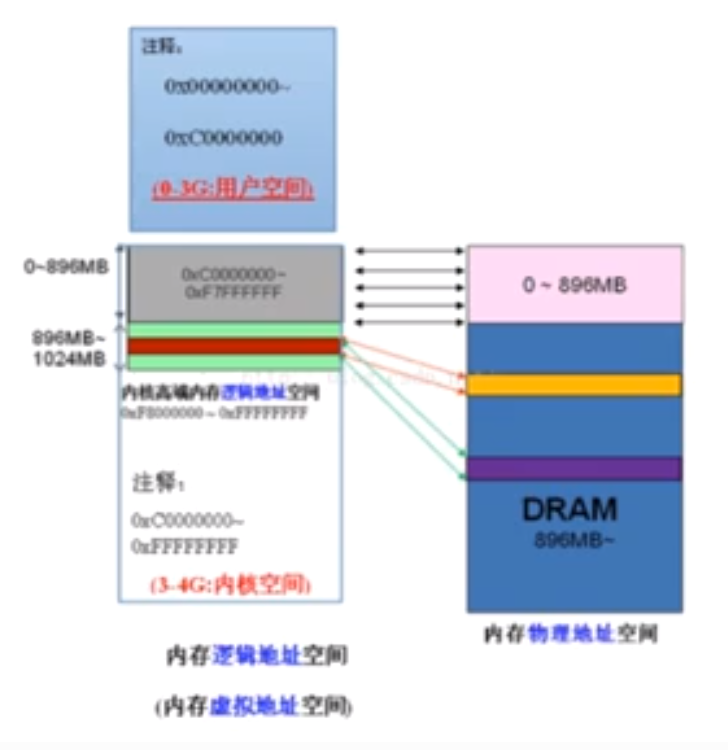 注释：
0x00000000~
0xC0000000
(0-3G:用户空间)
0~896MB
0xC0000000~
0xF7FFFFFF
0 ~ 896MB
896MB~
1024MB
内核高端内存逻辑地址空间
0xF8000000 ~ 0xFFFFFFFF
注释：
0xC0000000~
0xFFFFFFFF
(3-4G:内核空间)
DRAM
896MB~
内存物理地址空间
内存逻辑地址空间
(内存虚拟地址空间)